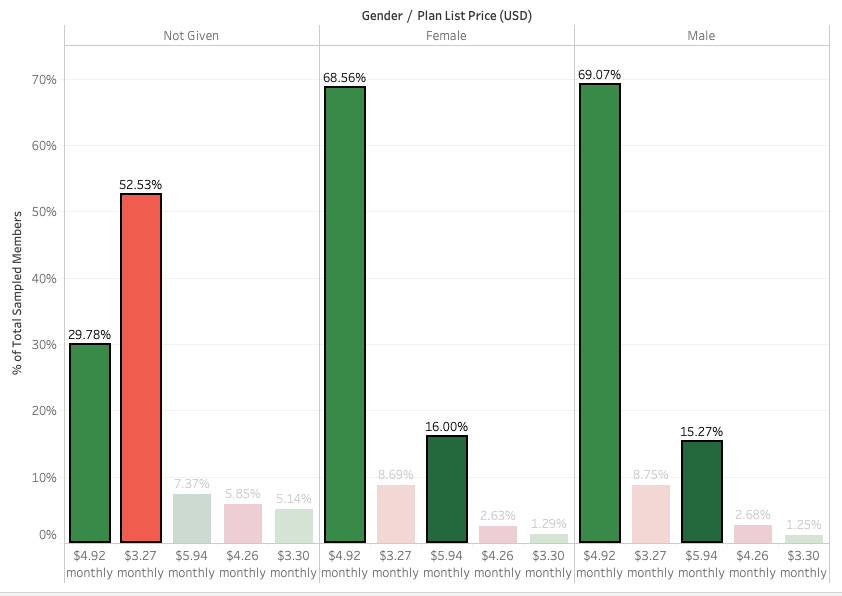 Gender / Plan List Price (USD)
Not Given
Female
Male
% of Total Sampled Members
70%
60%
50%
40%
30%
20%
10%
0%
29.78%
52.53%
7.37%
5.85%
5.14%
68.56%
8.69%
16.00%
2.63%
1.29%
69.07%
8.75%
15.27%
2.68%
1.25%
$4.92 monthly
$3.27 monthly
$5.94 monthly
$4.26 monthly
$3.30 monthly
$4.92 monthly
$3.27 monthly
$5.94 monthly
$4.26 monthly
$3.30 monthly
$4.92 monthly
$3.27 monthly
$5.94 monthly
$4.26 monthly
$3.30 monthly